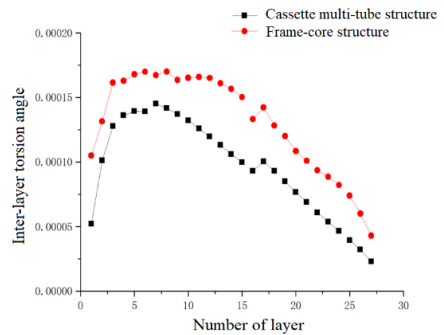 Cassette multi-tube structure
Frame-core structure
0.00020
0.00015
0.00010
0.00005
0.00000
Inter-layer torsion angle
0 5 10 15 20 25 30
Number of layer